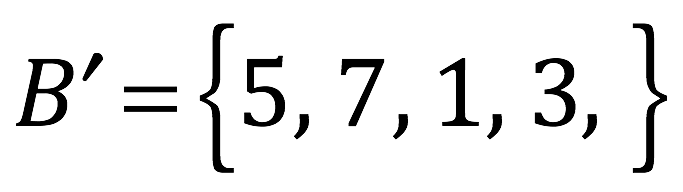 B′ = {5, 7, 1, 3, }